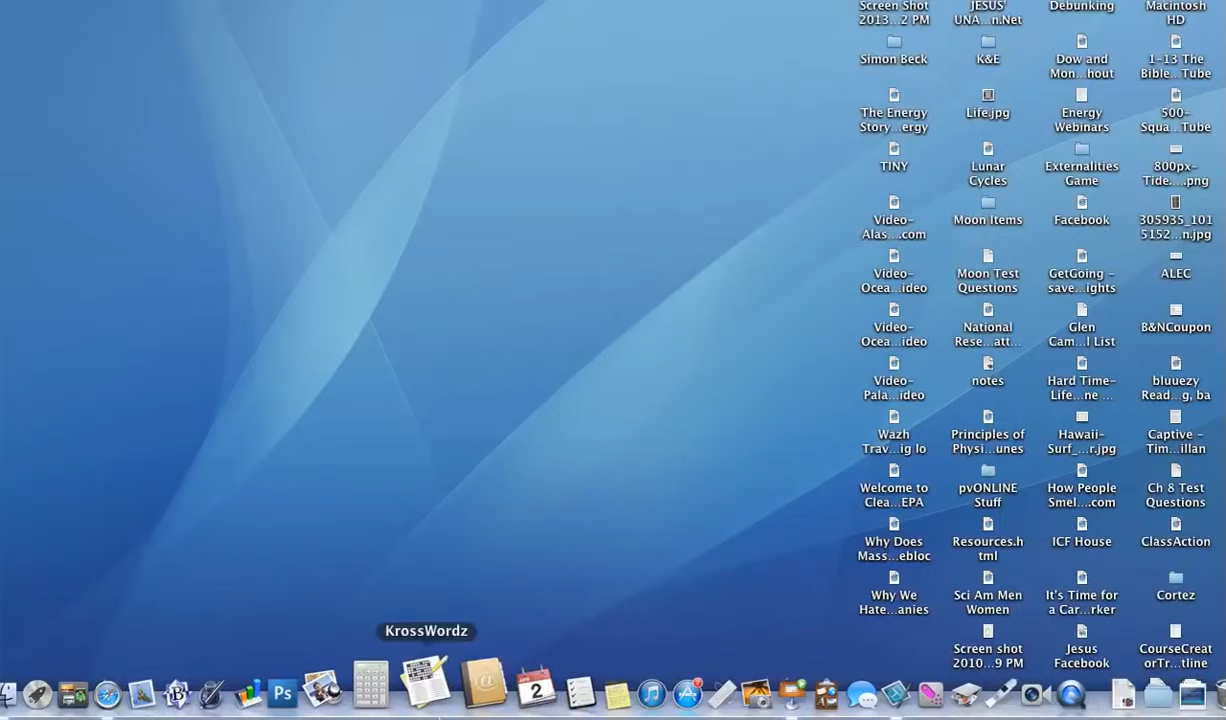 Screen Shot
2013...2 PM
JESUS'
UNA...n.Net
Debunking
Macintosh
HD
Simon Beck
K&E
Dow and
Mon...hout
1-13 The
Bible...Tube
The Energy
Story...ergy
Life.jpg
Energy
Webinars
500-
Squa...Tube
TINY
Lunar
Cycles
Externalities
Game
800px-
Tide....png
Video-
Alas....com
Moon Items
Facebook
305935_101
5152...n.jpg
Video-
Ocea...ideo
Moon Test
Questions
GetGoing -
save...ights
ALEC
Video-
Ocea...ideo
National
Rese...att...
Glen
Cam...l List
B&NCoupon
Video-
Pala...ideo
notes
Hard Time-
Life...ne ...
bluuezy
Read...g, ba
Wazh
Trav...ig lo
Principles of
Physi...unes
Hawaii-
Surf_...r.jpg
Captive -
Tim...illan
Welcome to
Clea...EPA
pvONLINE
Stuff
How People
Smel....com
Ch 8 Test
Questions
Why Does
Mass...ebloc
Resources.h
tml
ICF House
ClassAction
Why We
Hate...anies
Sci Am Men
Women
It's Time for
a Car...rker
Cortez
Screen shot
2010...9 PM
Jesus
Facebook
CourseCreat
orTr...tline
KrossWordz
Ps
2